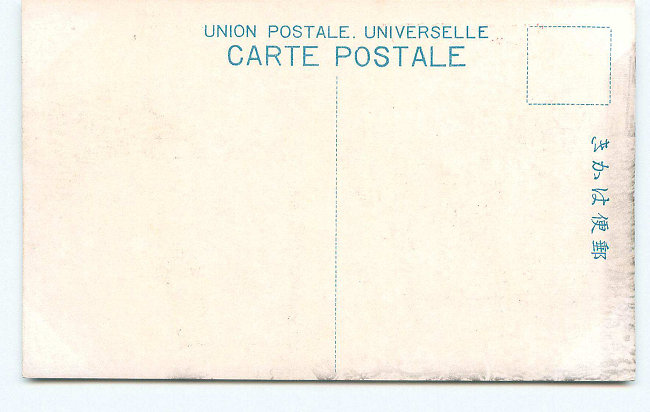 UNION POSTALE. UNIVERSELLE
CARTE POSTALE
郵便はかき